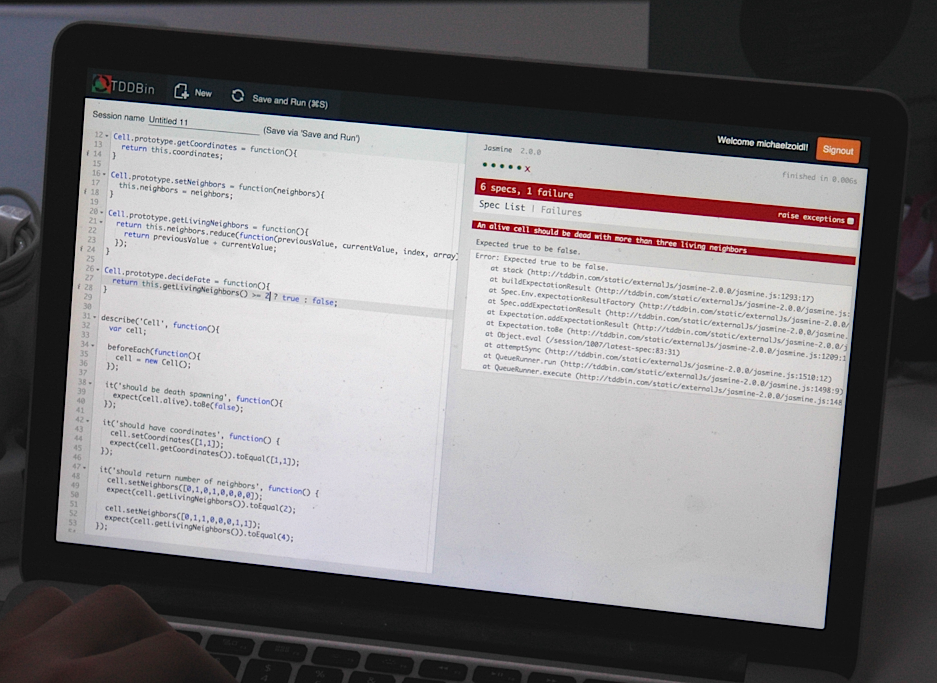 TDDBin
New
Save and Run (⌘S)
Welcome michaelzoidl!
Signout
Session name Untitled 11
(Save via 'Save and Run')
12 Cell.prototype.getCoordinates = function(){
13 return this.coordinates;
i 14 }
15
16 Cell.prototype.setNeighbors = function(neighbors){
17 this.neighbors = neighbors;
i 18 }
19
20 Cell.prototype.getLivingNeighbors = function(){
21 return this.neighbors.reduce(function(previousValue, currentValue, index, array)
22 return previousValue + currentValue;
23 });
i 24 }
25
26 Cell.prototype.decideFate = function(){
27 return this.getLivingNeighbors() >= 2 ? true : false;
i 28 }
29
30
31 describe('Cell', function(){
32 var cell;
33
34 beforeEach(function(){
35 cell = new Cell();
36 });
37
38 it('should be death spawning', function(){
39 expect(cell.alive).toBe(false);
40 });
41
42 it('should have coordinates', function() {
43 cell.setCoordinates([1,1]);
44 expect(cell.getCoordinates()).toEqual([1,1]);
45 });
46
47 it('should return number of neighbors', function() {
48 cell.setNeighbors([0,1,0,1,0,0,0,0]);
49 expect(cell.getLivingNeighbors()).toEqual(2);
50
51 cell.setNeighbors([0,1,1,0,0,0,1,1]);
52 expect(cell.getLivingNeighbors()).toEqual(4);
53 });
Jasmine 2.0.0
finished in 0.006s
•••••x
6 specs, 1 failure
raise exceptions
Spec List | Failures
An alive cell should be dead with more than three living neighbors
Expected true to be false.
Error: Expected true to be false.
at stack (http://tddbin.com/static/externalJs/jasmine-2.0.0/jasmine.js:1293:17)
at buildExpectationResult (http://tddbin.com/static/externalJs/jasmine-2.0.0/jasmine.js:
at Spec.Env.expectationResultFactory (http://tddbin.com/static/externalJs/jasmine-2.0.0/
at Spec.addExpectationResult (http://tddbin.com/static/externalJs/jasmine-2.0.0/
at Expectation.addExpectationResult (http://tddbin.com/static/externalJs/jasmine-2.0.0/j
at Expectation.toBe (http://tddbin.com/static/externalJs/jasmine-2.0.0/jasmine.js:1209:1
at Object.eval (/session/1007/latest-spec:83:31)
at attemptSync (http://tddbin.com/static/externalJs/jasmine-2.0.0/jasmine.js:1510:12)
at QueueRunner.run (http://tddbin.com/static/externalJs/jasmine-2.0.0/jasmine.js:1498:9)
at QueueRunner.execute (http://tddbin.com/static/externalJs/jasmine-2.0.0/jasmine.js:148